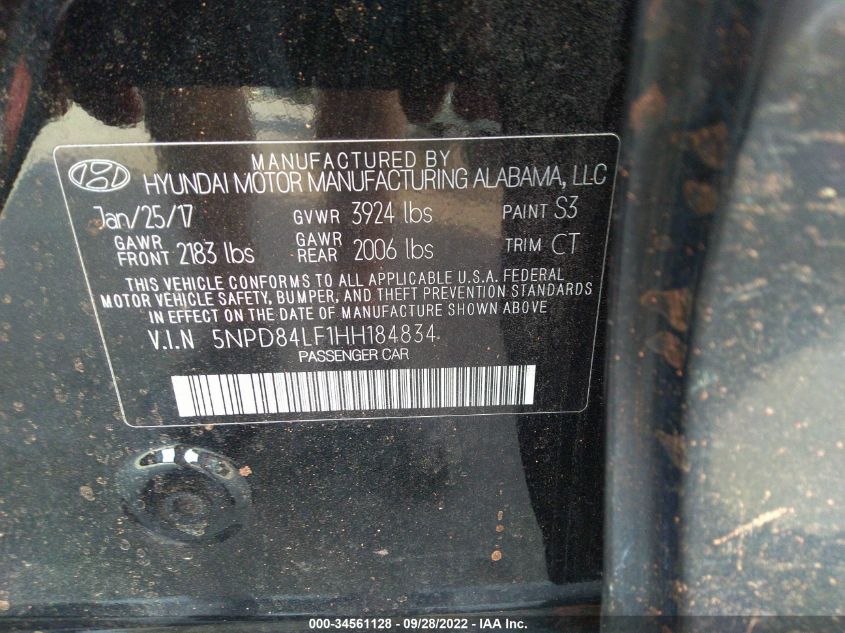 MANUFACTURED BY
HYUNDAI MOTOR MANUFACTURING ALABAMA, LLC
Jan/25/17 GVWR 3924 lbs PAINT S3
GAWR FRONT 2183 lbs GAWR REAR 2006 lbs TRIM CT
THIS VEHICLE CONFORMS TO ALL APPLICABLE U.S.A. FEDERAL
MOTOR VEHICLE SAFETY, BUMPER, AND THEFT PREVENTION STANDARDS
IN EFFECT ON THE DATE OF MANUFACTURE SHOWN ABOVE.
V.I.N 5NPD84LF1HH184834
PASSENGER CAR
000-34561128 - 09/28/2022 - IAA Inc.